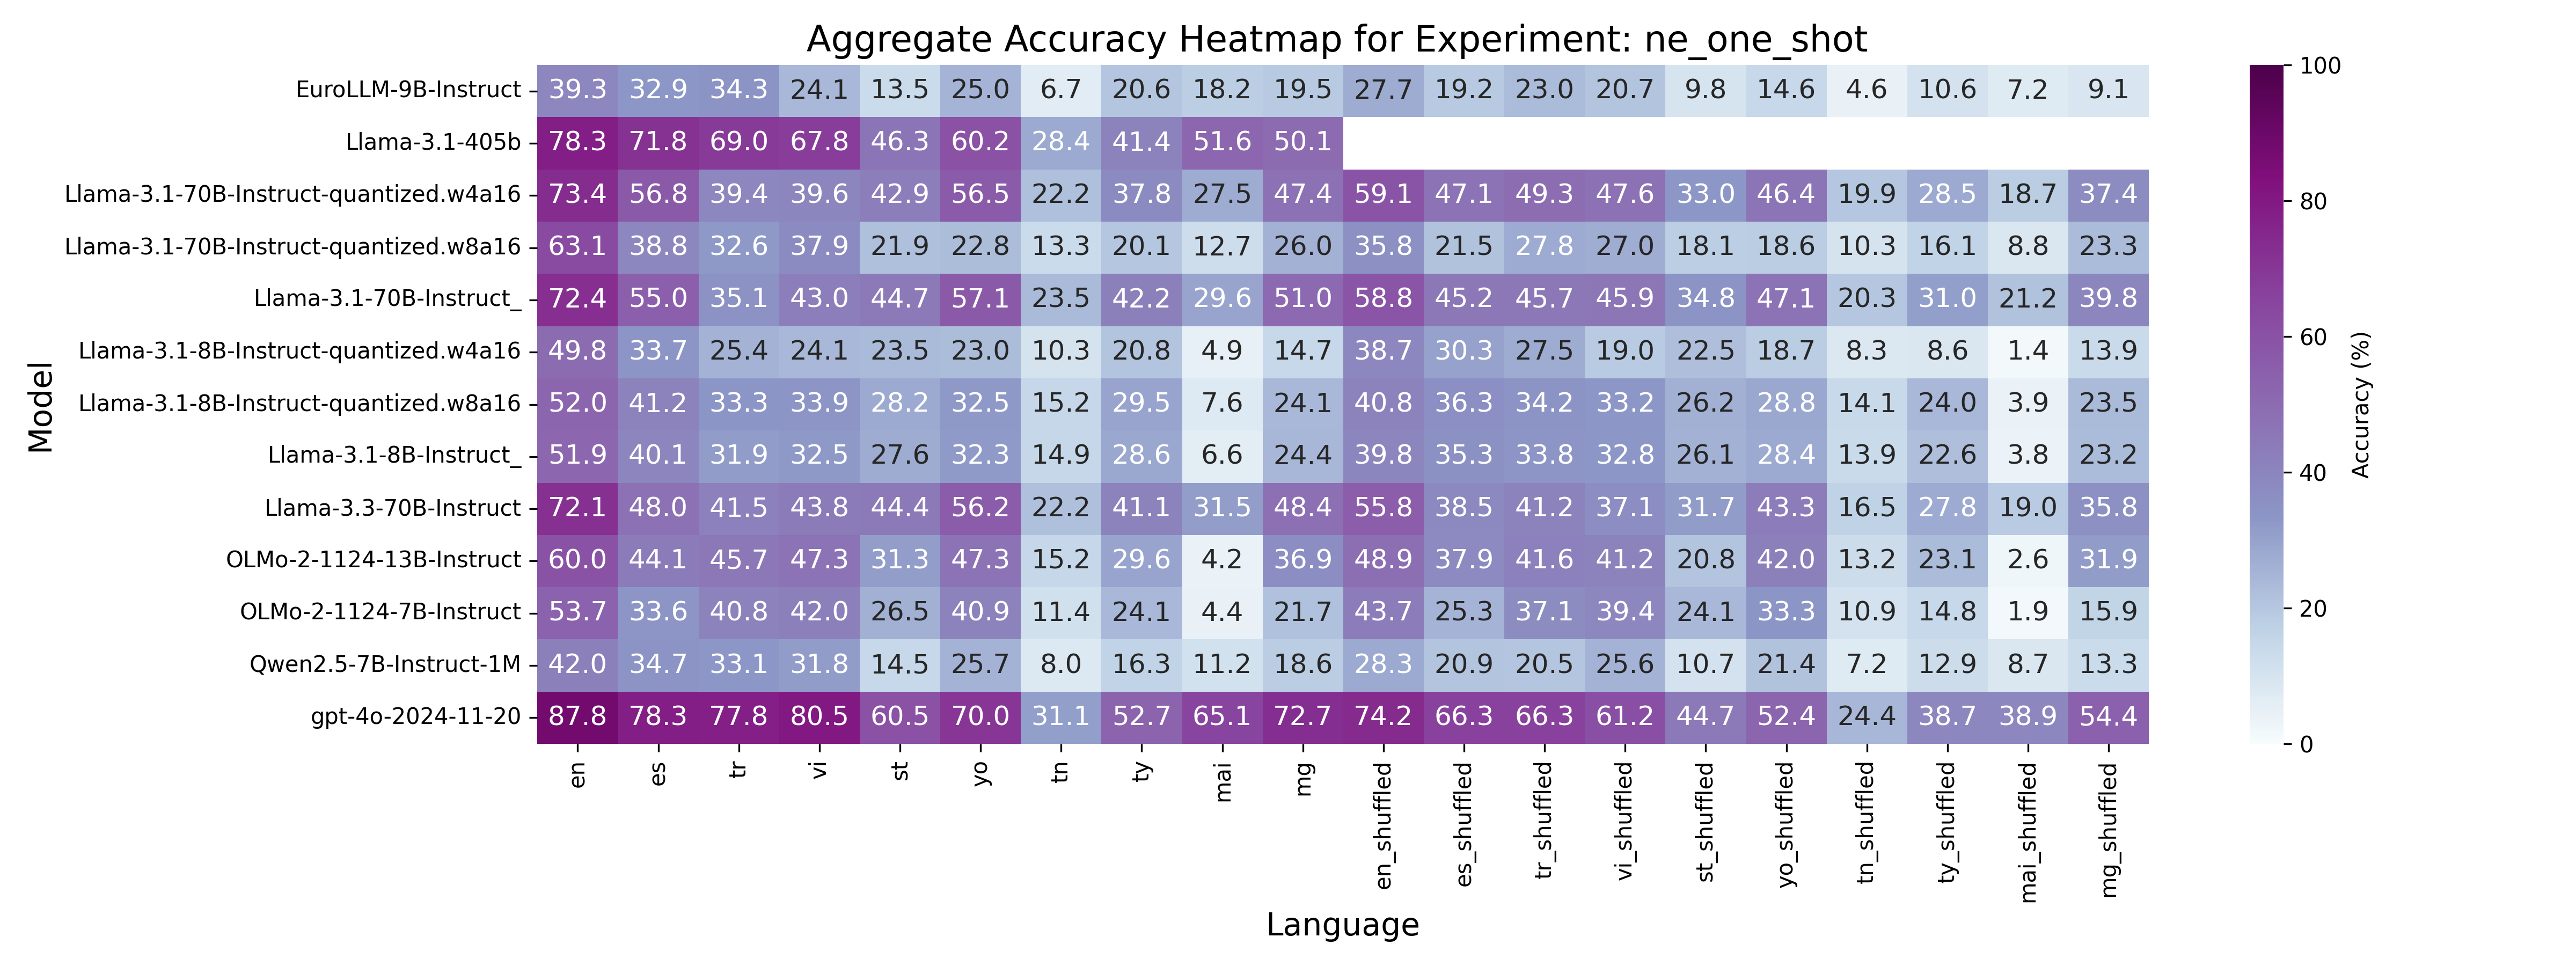 Aggregate Accuracy Heatmap for Experiment: ne_one_shot
Model
EuroLLM-9B-Instruct 39.3 32.9 34.3 24.1 13.5 25.0 6.7 20.6 18.2 19.5 27.7 19.2 23.0 20.7 9.8 14.6 4.6 10.6 7.2 9.1
Llama-3.1-405b 78.3 71.8 69.0 67.8 46.3 60.2 28.4 41.4 51.6 50.1
Llama-3.1-70B-Instruct-quantized.w4a16 73.4 56.8 39.4 39.6 42.9 56.5 22.2 37.8 27.5 47.4 59.1 47.1 49.3 47.6 33.0 46.4 19.9 28.5 18.7 37.4
Llama-3.1-70B-Instruct-quantized.w8a16 63.1 38.8 32.6 37.9 21.9 22.8 13.3 20.1 12.7 26.0 35.8 21.5 27.8 27.0 18.1 18.6 10.3 16.1 8.8 23.3
Llama-3.1-70B-Instruct_ 72.4 55.0 35.1 43.0 44.7 57.1 23.5 42.2 29.6 51.0 58.8 45.2 45.7 45.9 34.8 47.1 20.3 31.0 21.2 39.8
Llama-3.1-8B-Instruct-quantized.w4a16 49.8 33.7 25.4 24.1 23.5 23.0 10.3 20.8 4.9 14.7 38.7 30.3 27.5 19.0 22.5 18.7 8.3 8.6 1.4 13.9
Llama-3.1-8B-Instruct-quantized.w8a16 52.0 41.2 33.3 33.9 28.2 32.5 15.2 29.5 7.6 24.1 40.8 36.3 34.2 33.2 26.2 28.8 14.1 24.0 3.9 23.5
Llama-3.1-8B-Instruct_ 51.9 40.1 31.9 32.5 27.6 32.3 14.9 28.6 6.6 24.4 39.8 35.3 33.8 32.8 26.1 28.4 13.9 22.6 3.8 23.2
Llama-3.3-70B-Instruct 72.1 48.0 41.5 43.8 44.4 56.2 22.2 41.1 31.5 48.4 55.8 38.5 41.2 37.1 31.7 43.3 16.5 27.8 19.0 35.8
OLMo-2-1124-13B-Instruct 60.0 44.1 45.7 47.3 31.3 47.3 15.2 29.6 4.2 36.9 48.9 37.9 41.6 41.2 20.8 42.0 13.2 23.1 2.6 31.9
OLMo-2-1124-7B-Instruct 53.7 33.6 40.8 42.0 26.5 40.9 11.4 24.1 4.4 21.7 43.7 25.3 37.1 39.4 24.1 33.3 10.9 14.8 1.9 15.9
Qwen2.5-7B-Instruct-1M 42.0 34.7 33.1 31.8 14.5 25.7 8.0 16.3 11.2 18.6 28.3 20.9 20.5 25.6 10.7 21.4 7.2 12.9 8.7 13.3
gpt-4o-2024-11-20 87.8 78.3 77.8 80.5 60.5 70.0 31.1 52.7 65.1 72.7 74.2 66.3 66.3 61.2 44.7 52.4 24.4 38.7 38.9 54.4
en es tr vi st yo tn ty mai mg en_shuffled es_shuffled tr_shuffled vi_shuffled st_shuffled yo_shuffled tn_shuffled ty_shuffled mai_shuffled mg_shuffled
Language
100
80
60
40
20
0
Accuracy (%)